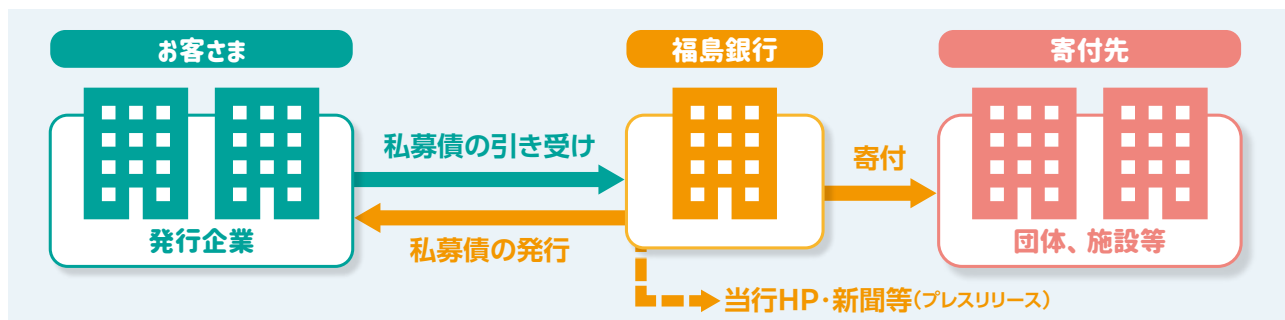 お客さま
福島銀行
寄付先
私募債の引き受け
寄付
発行企業
私募債の発行
団体、施設等
当行HP・新聞等(プレスリリース)